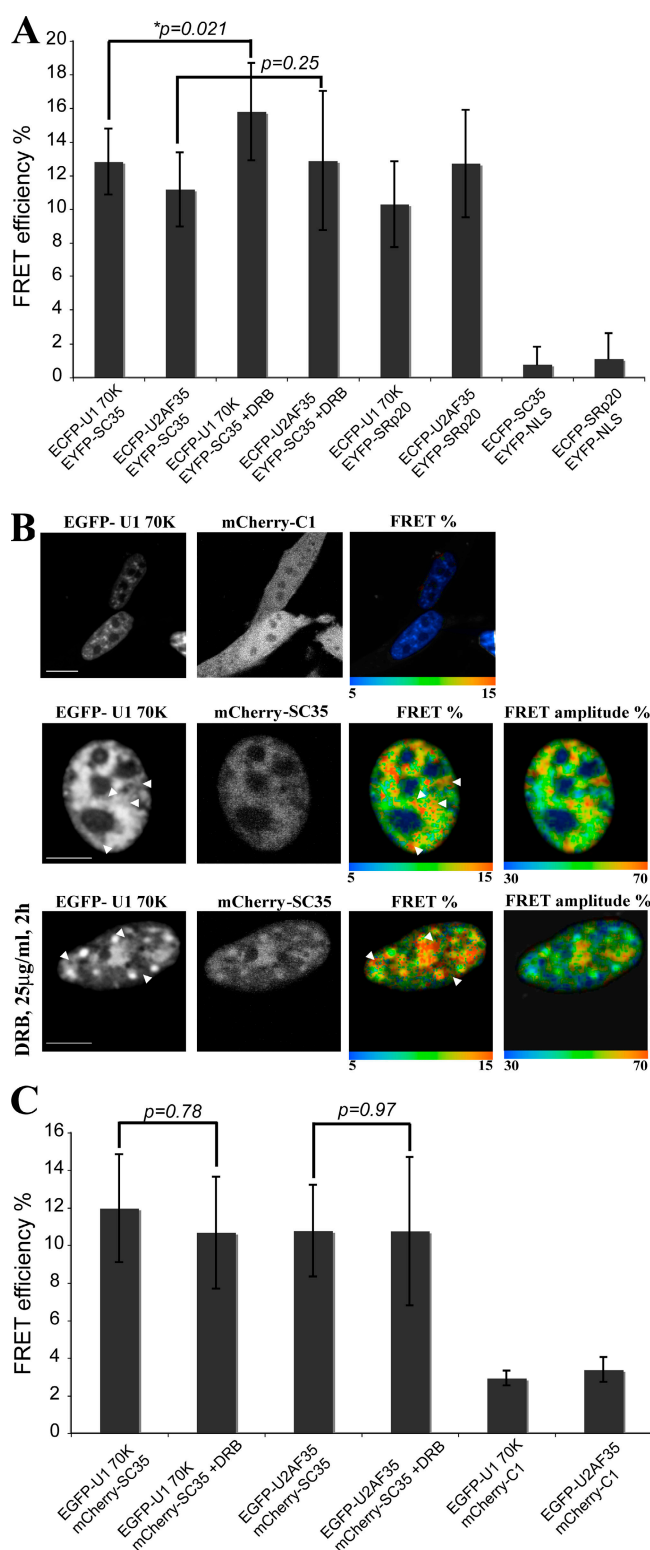 A
*p=0.021
p=0.25
20
18
16
14
12
10
8
6
4
2
0
FRET efficiency %
ECFP-U1 70K
EYFP-SC35
ECFP-U2AF35
EYFP-SC35
ECFP-U1 70K
EYFP-SC35 +DRB
ECFP-U2AF35
EYFP-SC35 +DRB
ECFP-U1 70K
EYFP-SRp20
ECFP-U2AF35
EYFP-SRp20
ECFP-SC35
EYFP-NLS
ECFP-SRp20
EYFP-NLS
B
EGFP- U1 70K
mCherry-C1
FRET %
5 15
EGFP- U1 70K
mCherry-SC35
FRET %
FRET amplitude %
5 15
30 70
DRB, 25µg/ml, 2h
EGFP- U1 70K
mCherry-SC35
FRET %
FRET amplitude %
5 15
30 70
C
p=0.78
p=0.97
16
14
12
10
8
6
4
2
0
FRET efficiency %
EGFP-U1 70K
mCherry-SC35
EGFP-U1 70K
mCherry-SC35 +DRB
EGFP-U2AF35
mCherry-SC35
EGFP-U2AF35
mCherry-SC35 +DRB
EGFP-U1 70K
mCherry-C1
EGFP-U2AF35
mCherry-C1